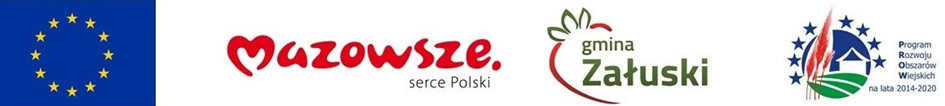 Mazowsze.
serce Polski
gmina
Załuski
Program
Rozwoju
Obszarów
Wiejskich
na lata 2014-2020